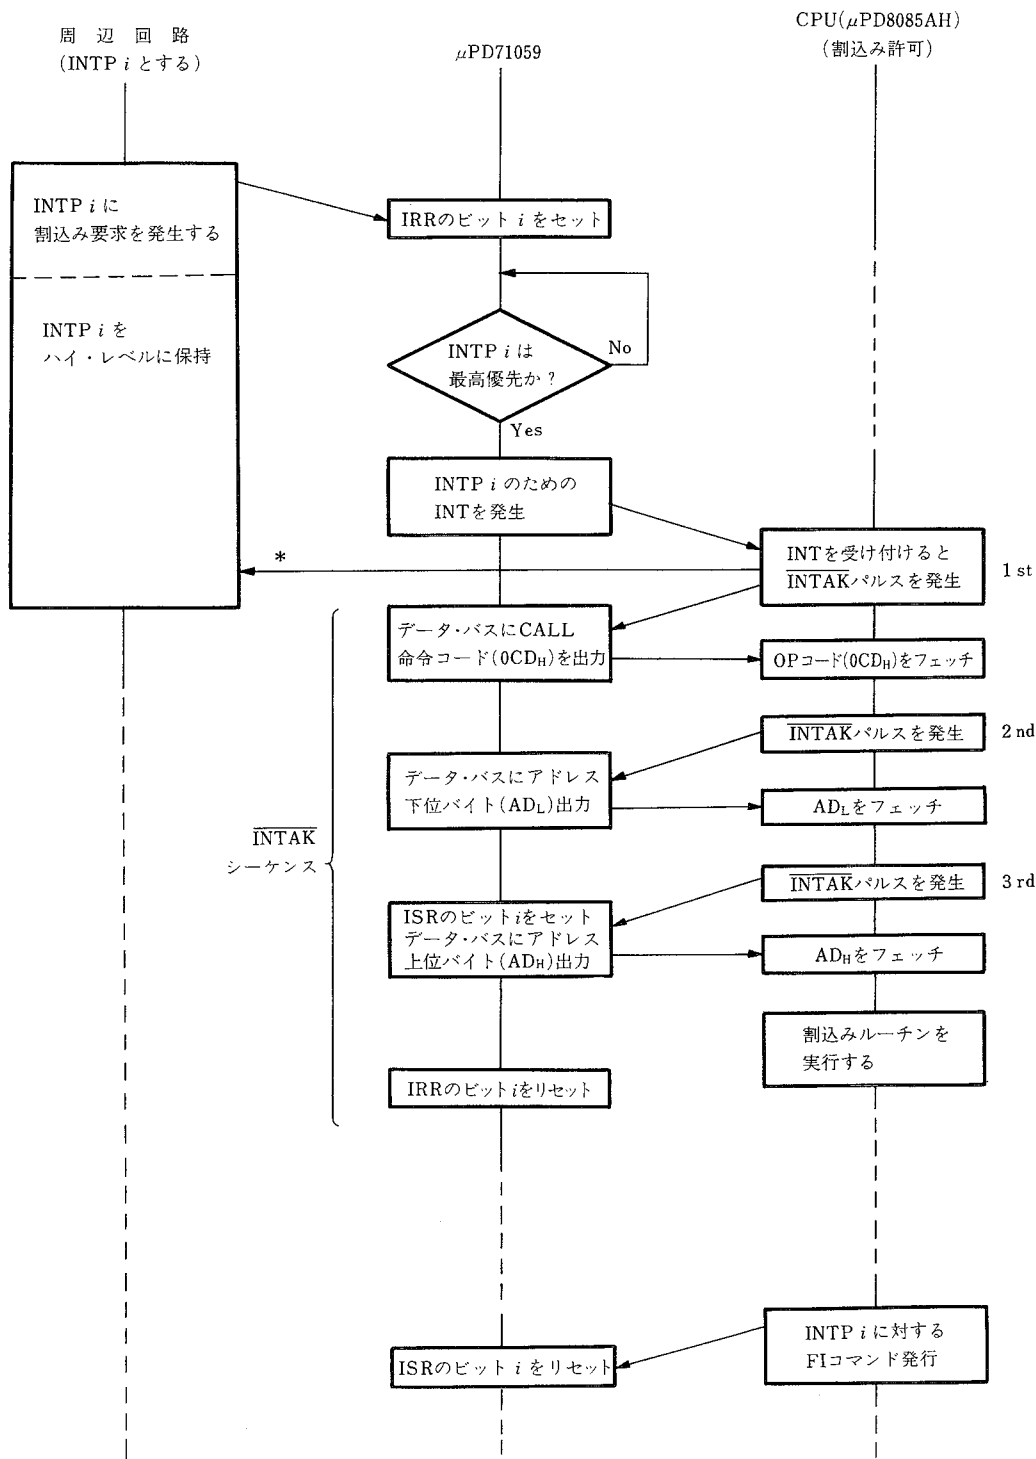 周 辺 回 路
(INTP i とする)
μPD71059
CPU(μPD8085AH)
(割込み許可)
INTP i に
割込み要求を発生する
INTP i を
ハイ・レベルに保持
IRRのビット i をセット
INTP i は
最高優先か?
No
Yes
INTP i のための
INTを発生
INTを受け付けると
INTAKパルスを発生
1 st
*
データ・バスにCALL
命令コード(0CDH)を出力
OPコード(0CDH)をフェッチ
INTAKパルスを発生
2 nd
データ・バスにアドレス
下位バイト(ADL)出力
ADLをフェッチ
INTAK
シーケンス
INTAKパルスを発生
3 rd
ISRのビットiをセット
データ・バスにアドレス
上位バイト(ADH)出力
ADHをフェッチ
割込みルーチンを
実行する
IRRのビットiをリセット
INTP i に対する
FIコマンド発行
ISRのビット i をリセット